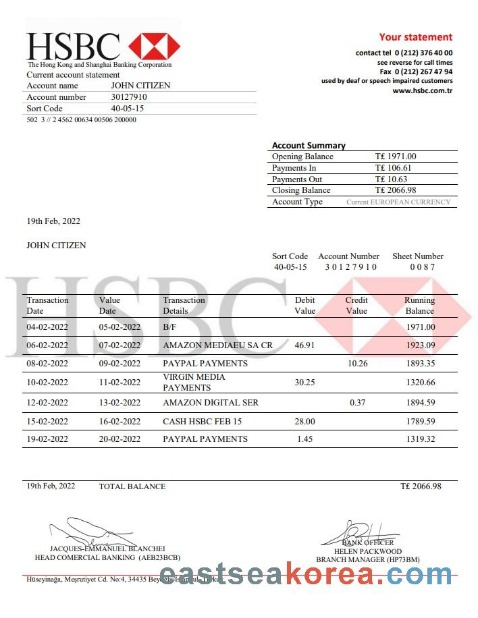 HSBC
The Hong Kong and Shanghai Banking Corporation
Your statement
contact tel 0 (212) 376 40 00
see reverse for call times
Fax 0 (212) 267 47 94
used by deaf or speech impaired customers
www.hsbc.com.tr
Current account statement
Account name JOHN CITIZEN
Account number 30127910
Sort Code 40-05-15
502 3 // 2 4562 00634 00506 200000
Account Summary
Opening Balance T£ 1971.00
Payments In T£ 106.61
Payments Out T£ 10.63
Closing Balance T£ 2066.98
Account Type Current EUROPEAN CURRENCY
19th Feb, 2022
JOHN CITIZEN
Sort Code Account Number Sheet Number
40-05-15 3 0 1 2 7 9 1 0 0 0 8 7
HSBC
Transaction Date Value Date Transaction Details Debit Value Credit Value Running Balance
04-02-2022 05-02-2022 B/F 1971.00
06-02-2022 07-02-2022 AMAZON MEDIAEU SA CR 46.91 1923.09
08-02-2022 09-02-2022 PAYPAL PAYMENTS 10.26 1893.35
10-02-2022 11-02-2022 VIRGIN MEDIA PAYMENTS 30.25 1320.66
12-02-2022 13-02-2022 AMAZON DIGITAL SER 0.37 1894.59
15-02-2022 16-02-2022 CASH HSBC FEB 15 28.00 1789.59
19-02-2022 20-02-2022 PAYPAL PAYMENTS 1.45 1319.32
19th Feb, 2022 TOTAL BALANCE T£ 2066.98
JACQUES-EMMANUEL BLANCHEI
HEAD COMERCIAL BANKING (AEB23BCB)
BANK OFFICER
HELEN PACKWOOD
BRANCH MANAGER (HP73BM)
Hüseyinağa, Meşrutiyet Cd. No:4, 34435
eastseakorea.com